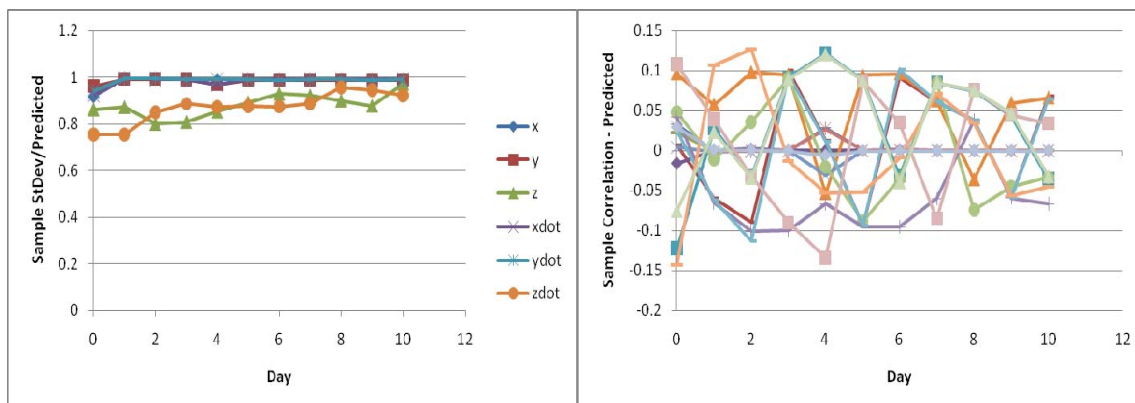 Sample StDev/Predicted
1.2
1
0.8
0.6
0.4
0.2
0
0 2 4 6 8 10 12
Day
x
y
z
xdot
ydot
zdot
Sample Correlation - Predicted
0.15
0.1
0.05
0
-0.05
-0.1
-0.15
-0.2
0 2 4 6 8 10 12
Day